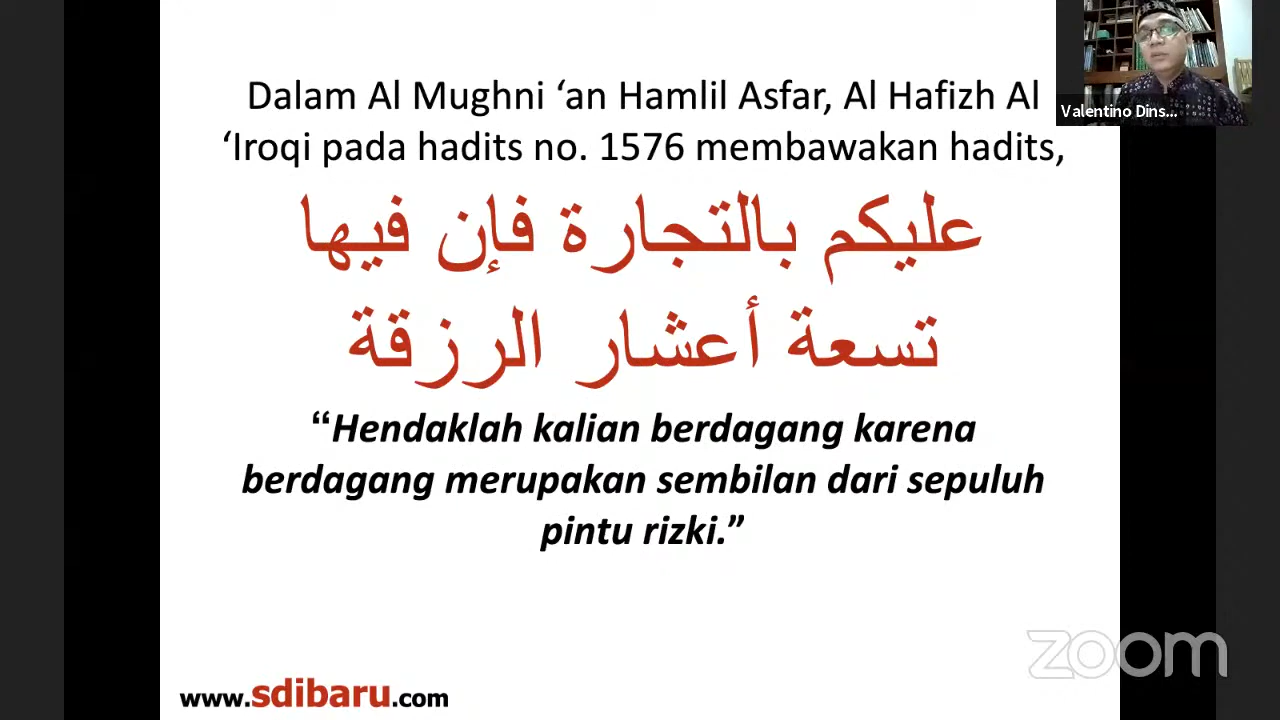 Dalam Al Mughni ‘an Hamlil Asfar, Al Hafizh Al
‘Iroqi pada hadits no. 1576 membawakan hadits,
عليكم بالتجارة فإن فيها
تسعة أعشار الرزقة
“Hendaklah kalian berdagang karena
berdagang merupakan sembilan dari sepuluh
pintu rizki.”
www.sdibaru.com
Valentino Dins...
zoom